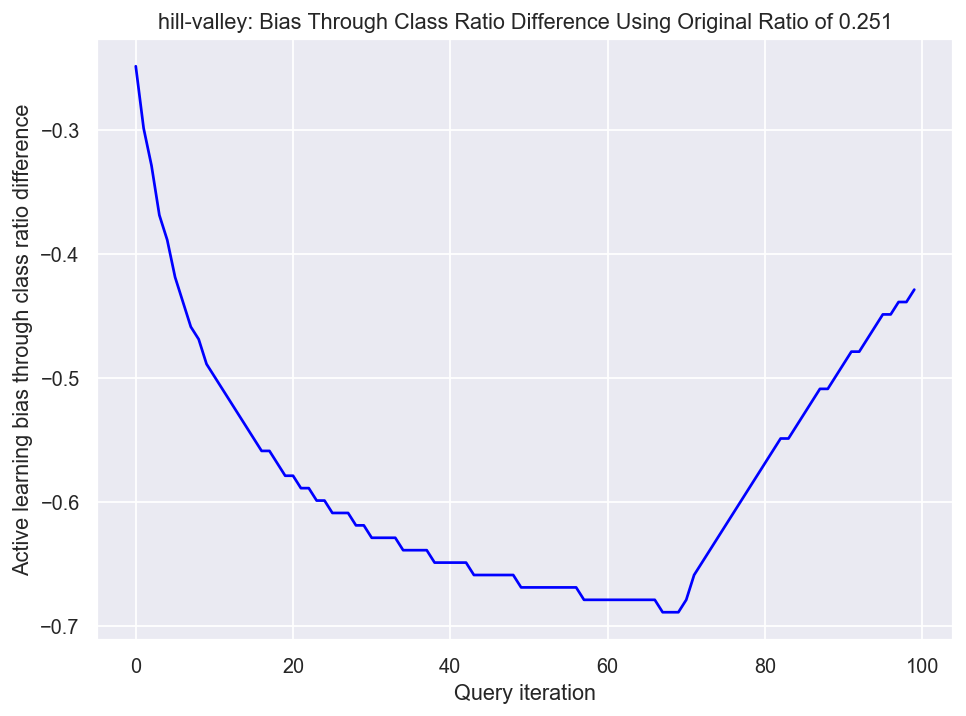 hill-valley: Bias Through Class Ratio Difference Using Original Ratio of 0.251
Active learning bias through class ratio difference
−0.3
−0.4
−0.5
−0.6
−0.7
0 20 40 60 80 100
Query iteration